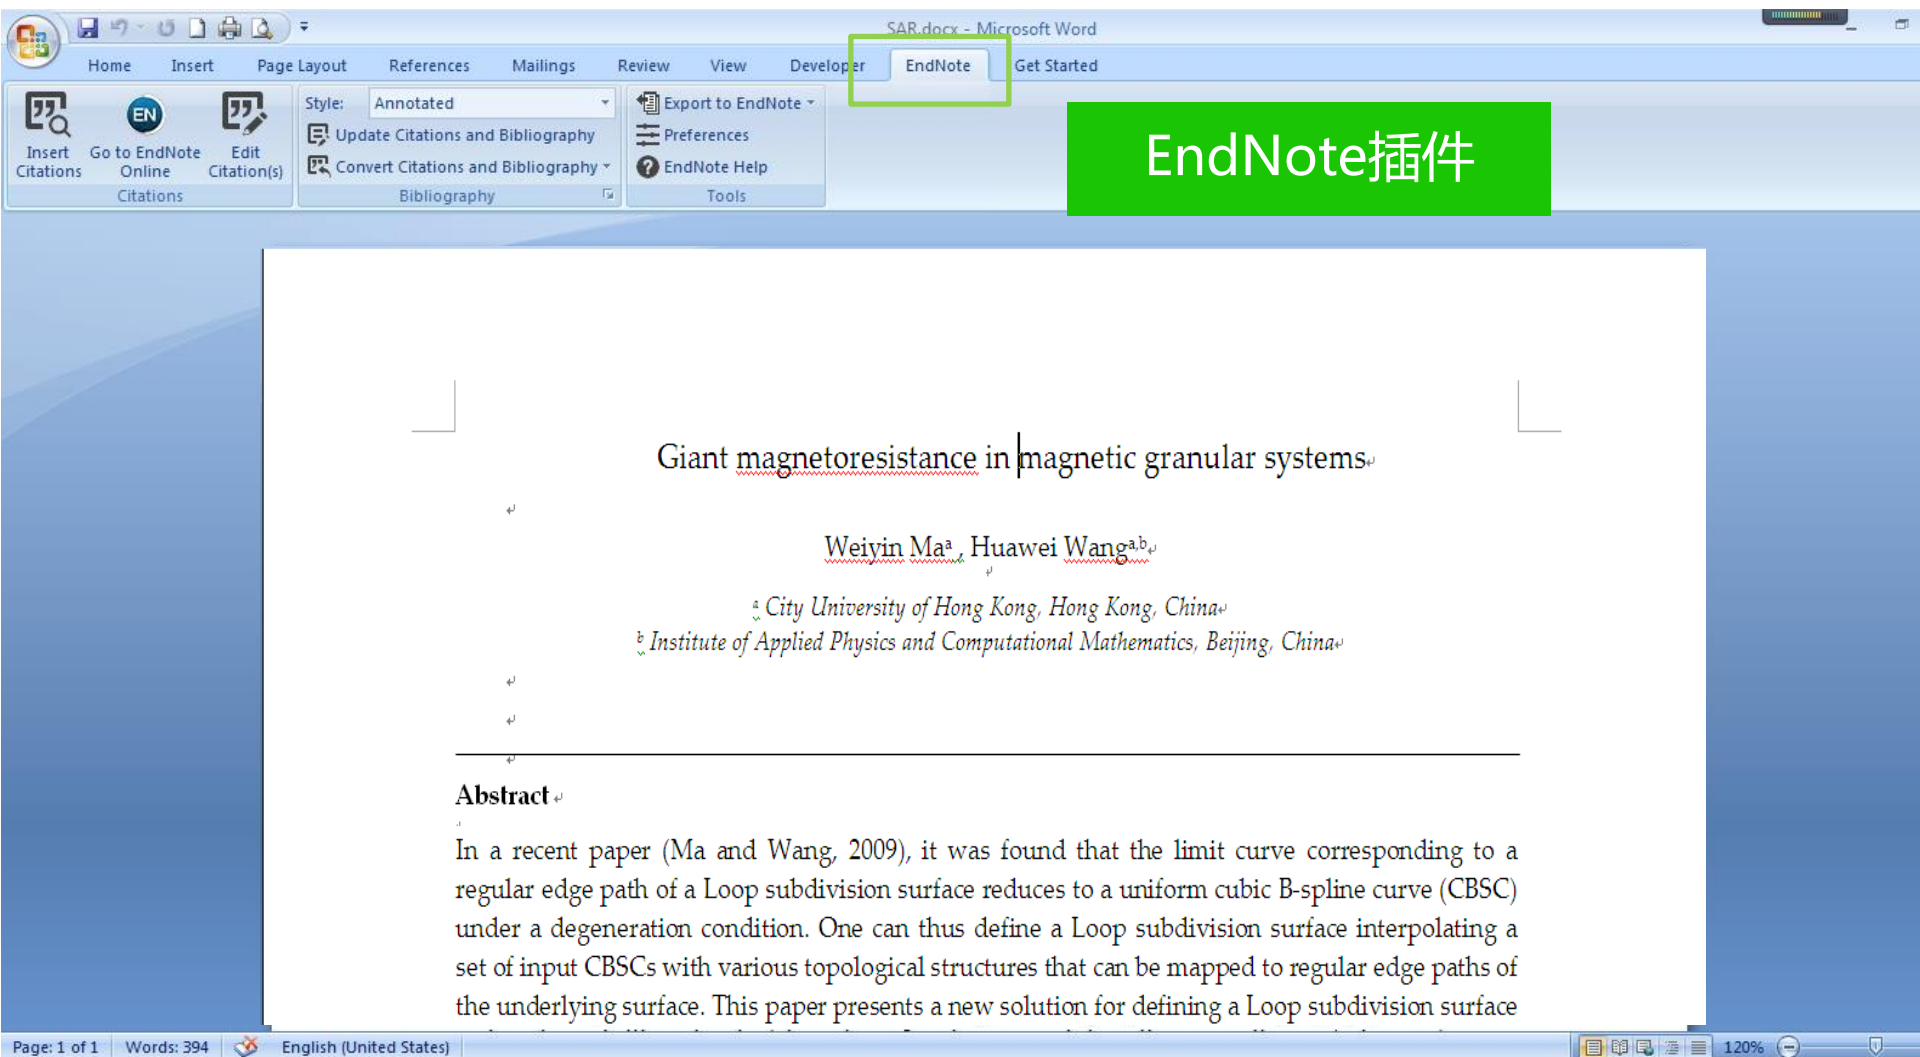 SAR.docx - Microsoft Word
Home Insert Page Layout References Mailings Review View Developer EndNote Get Started
Insert Citations
Go to EndNote Online
Edit Citation(s)
Citations
Style: Annotated
Update Citations and Bibliography
Convert Citations and Bibliography
Bibliography
Export to EndNote
Preferences
EndNote Help
Tools
EN
EndNote插件
Giant magnetoresistance in magnetic granular systems
Weiyin Maᵃ , Huawei Wangᵃ,ᵇ
ᵃ City University of Hong Kong, Hong Kong, China
ᵇ Institute of Applied Physics and Computational Mathematics, Beijing, China
Abstract
In a recent paper (Ma and Wang, 2009), it was found that the limit curve corresponding to a
regular edge path of a Loop subdivision surface reduces to a uniform cubic B-spline curve (CBSC)
under a degeneration condition. One can thus define a Loop subdivision surface interpolating a
set of input CBSCs with various topological structures that can be mapped to regular edge paths of
the underlying surface. This paper presents a new solution for defining a Loop subdivision surface
Page: 1 of 1 Words: 394 English (United States) 120%